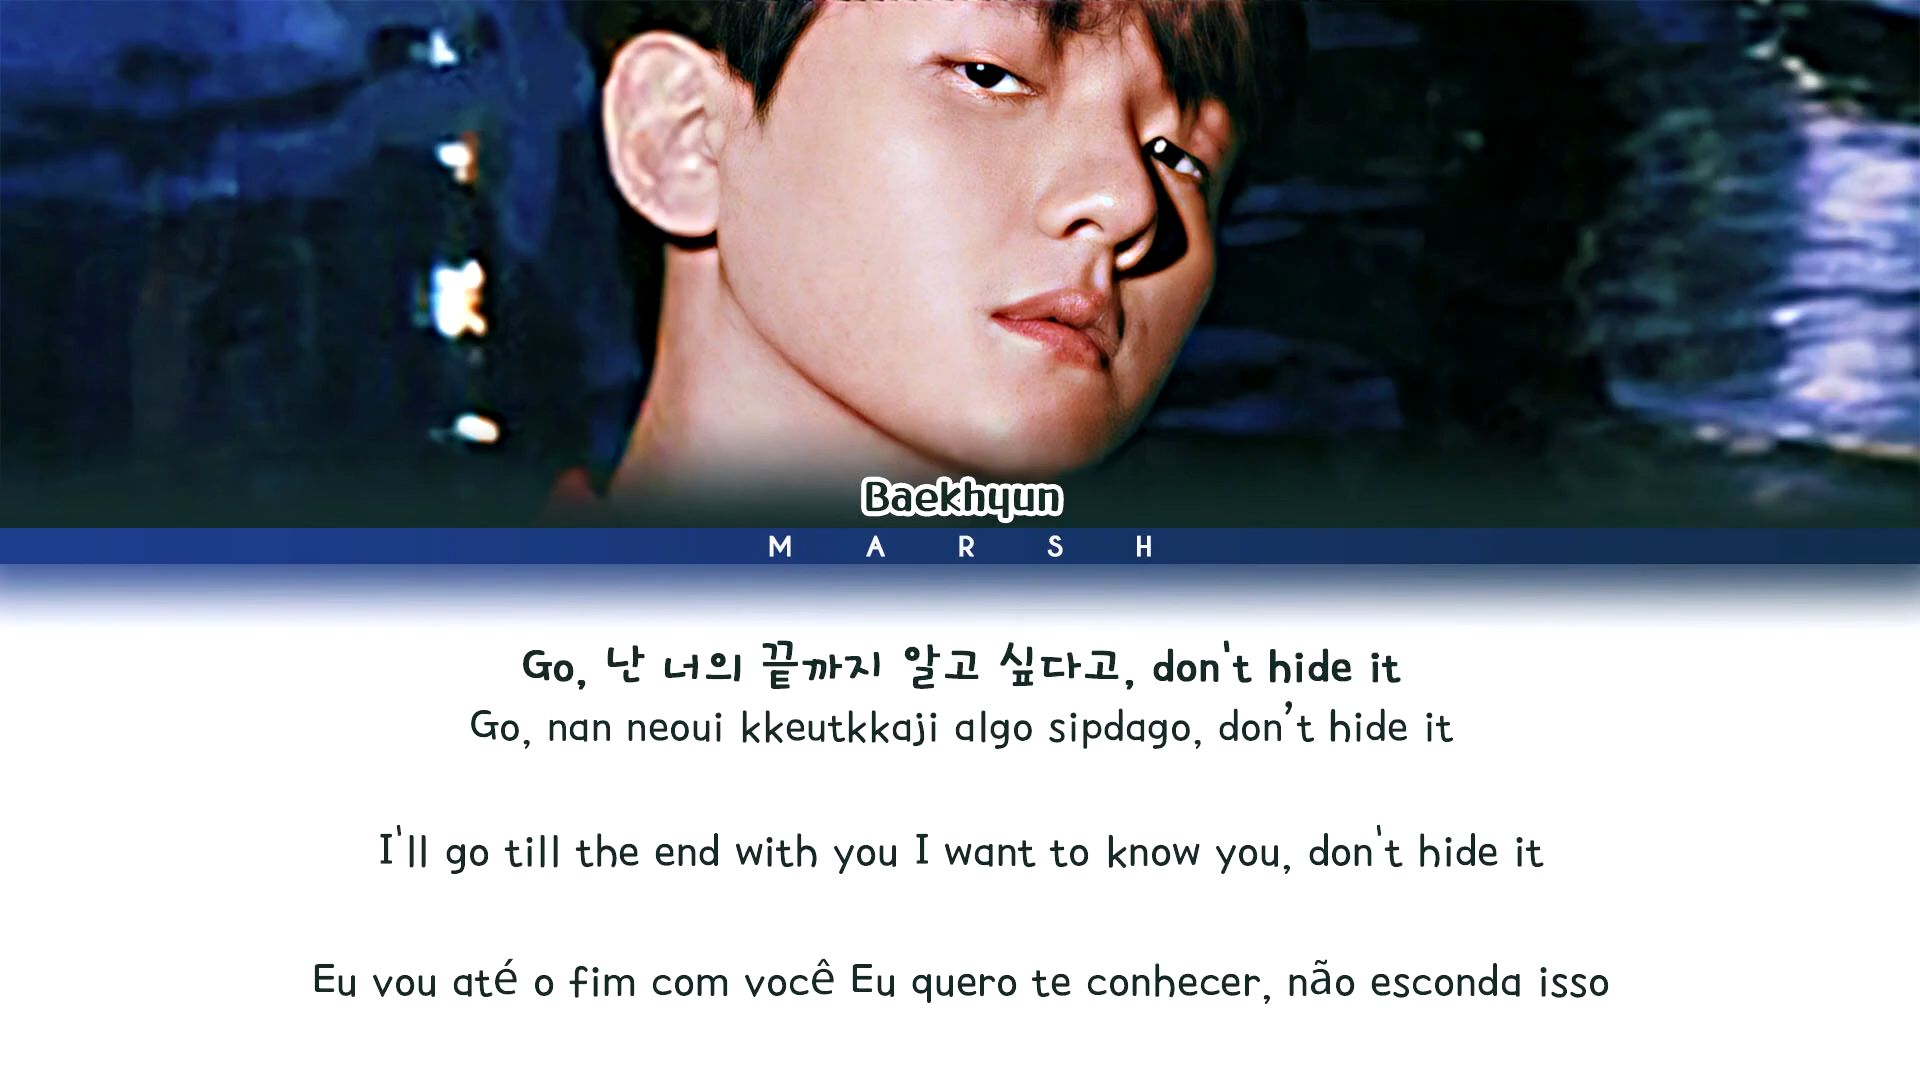 Baekhyun
M A R S H
Go, 난 너의 끝까지 알고 싶다고, don't hide it
Go, nan neoui kkeutkkaji algo sipdago, don’t hide it
I'll go till the end with you I want to know you, don't hide it
Eu vou até o fim com você Eu quero te conhecer, não esconda isso